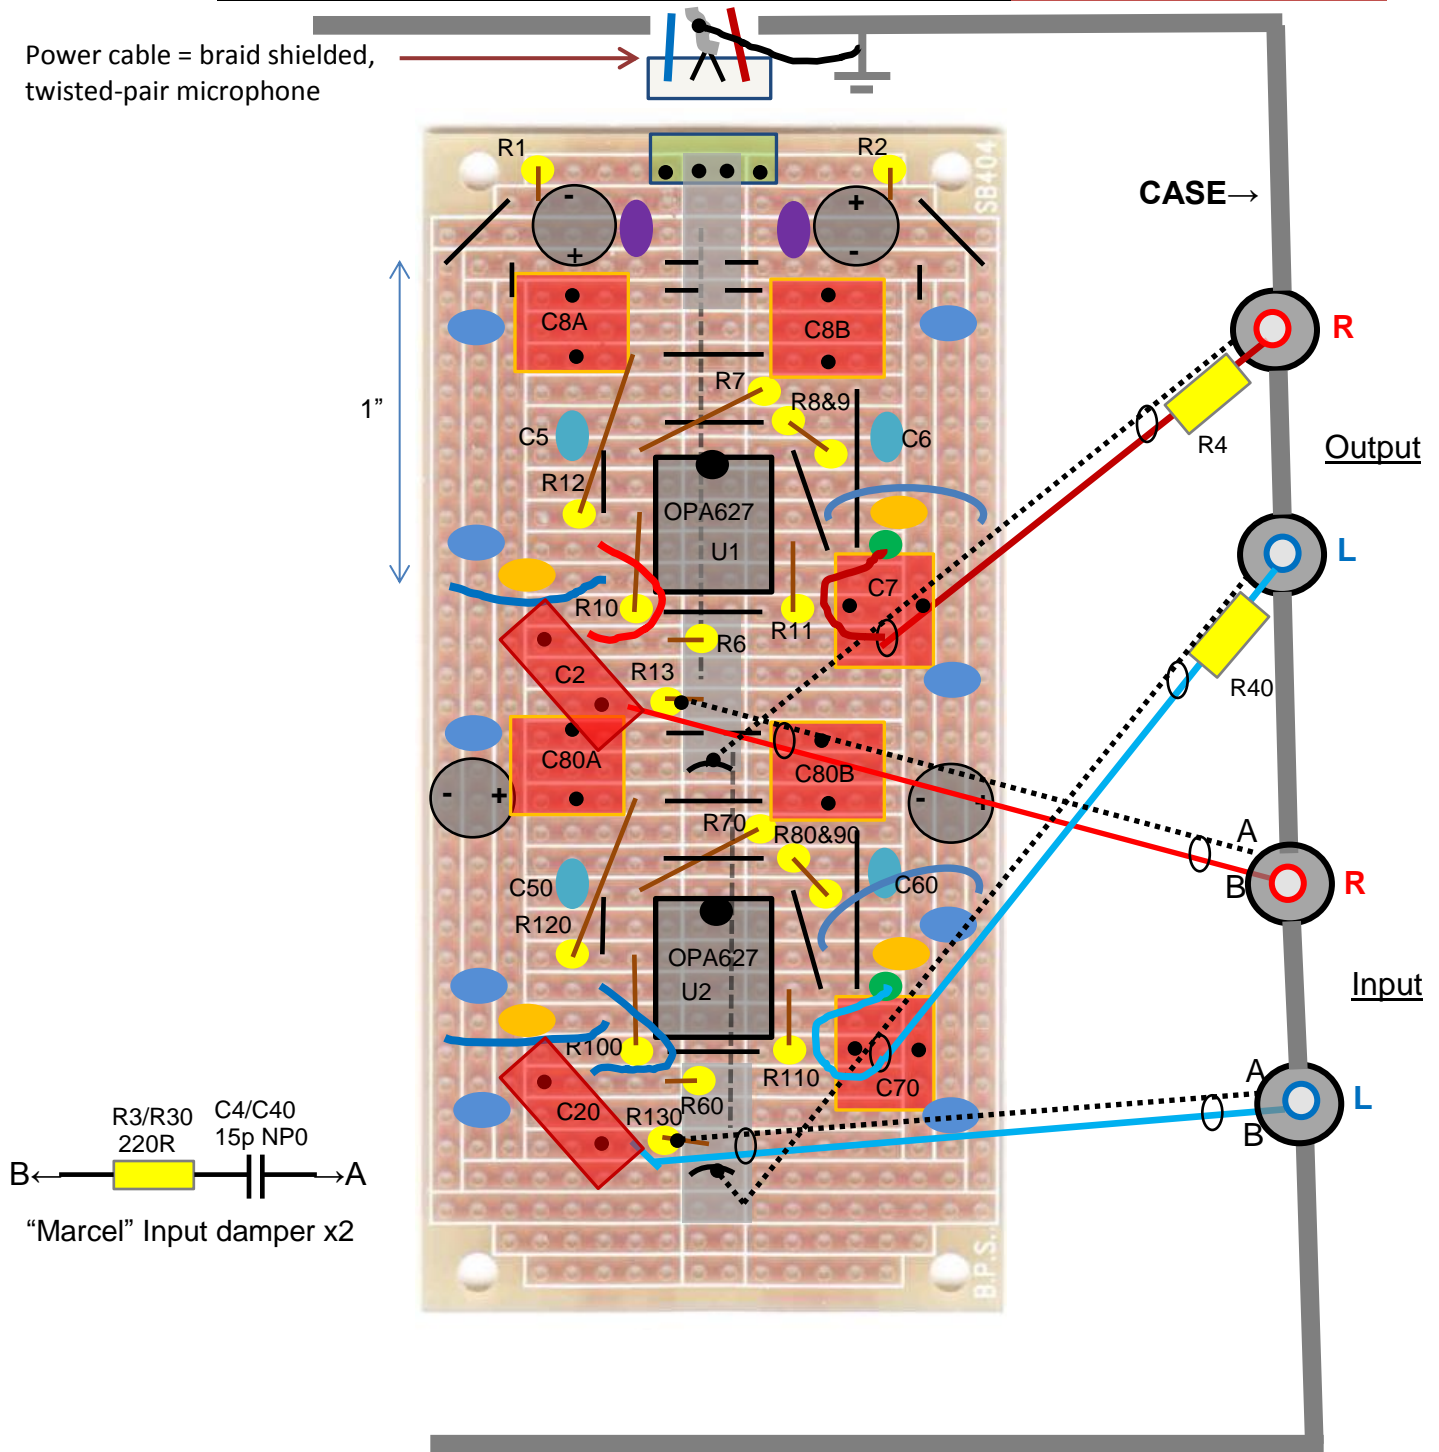 Power cable = braid shielded,
twisted-pair microphone
R1
R2
SB404
CASE→
-
+
+
-
C8A
C8B
R
1”
R7
R8&9
C5
C6
R4
Output
R12
OPA627
U1
L
C7
R10
R11
R6
C2
R13
R40
C80A
C80B
-
+
-
+
R70
R80&90
A
B
R
C50
C60
R120
OPA627
U2
Input
R100
R110
C70
A
B
L
C20
R130
R60
R3/R30
220R
C4/C40
15p NP0
B←
→A
“Marcel” Input damper x2
B.P.S.